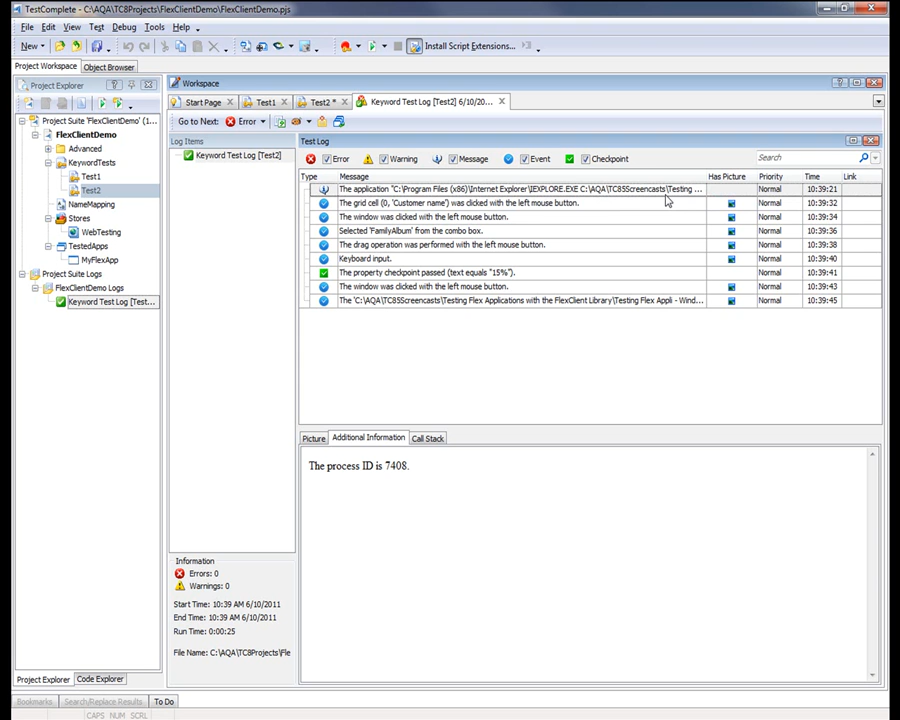 TestComplete - C:\AQA\TC8Projects\FlexClientDemo\FlexClientDemo.pjs
File Edit View Test Debug Tools Help
New Install Script Extensions...
Project Workspace Object Browser
Project Explorer
Project Suite 'FlexClientDemo' (1...
FlexClientDemo
Advanced
KeywordTests
Test1
Test2
NameMapping
Stores
WebTesting
TestedApps
MyFlexApp
Project Suite Logs
FlexClientDemo Logs
Keyword Test Log [Test...
Project Explorer Code Explorer
Workspace
Start Page Test1 Test2 * Keyword Test Log [Test2] 6/10/20...
Go to Next: Error
Log Items
Keyword Test Log [Test2]
Information
Errors: 0
Warnings: 0
Start Time: 10:39 AM 6/10/2011
End Time: 10:39 AM 6/10/2011
Run Time: 0:00:25
File Name: C:\AQA\TC8Projects\Fle
Test Log
Error Warning Message Event Checkpoint Search
Type Message Has Picture Priority Time Link
The application "C:\Program Files (x86)\Internet Explorer\IEXPLORE.EXE C:\AQA\TC85Screencasts\Testing ... Normal 10:39:21
The grid cell (0, 'Customer name') was clicked with the left mouse button. Normal 10:39:32
The window was clicked with the left mouse button. Normal 10:39:34
Selected 'FamilyAlbum' from the combo box. Normal 10:39:36
The drag operation was performed with the left mouse button. Normal 10:39:38
Keyboard input. Normal 10:39:40
The property checkpoint passed (text equals "15%"). Normal 10:39:41
The window was clicked with the left mouse button. Normal 10:39:43
The 'C:\AQA\TC85Screencasts\Testing Flex Applications with the FlexClient Library\Testing Flex Appli - Wind... Normal 10:39:45
Picture Additional Information Call Stack
The process ID is 7408.
Bookmarks Search/Replace Results To Do
CAPS NUM SCRL